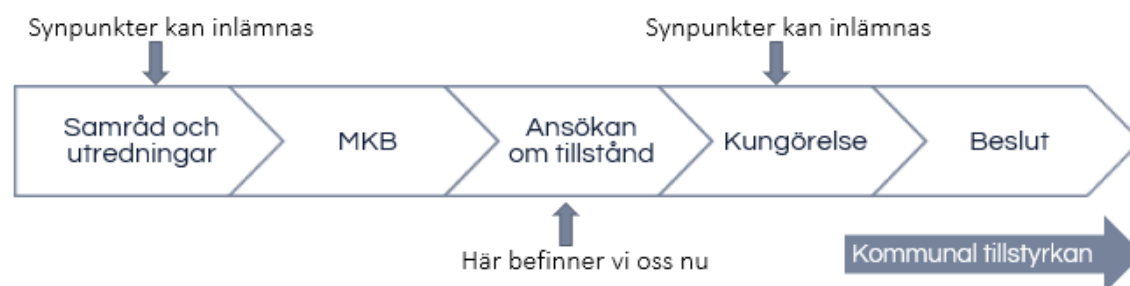 Synpunkter kan inlämnas
Synpunkter kan inlämnas
Samråd och
utredningar
MKB
Ansökan
om tillstånd
Kungörelse
Beslut
Här befinner vi oss nu
Kommunal tillstyrkan